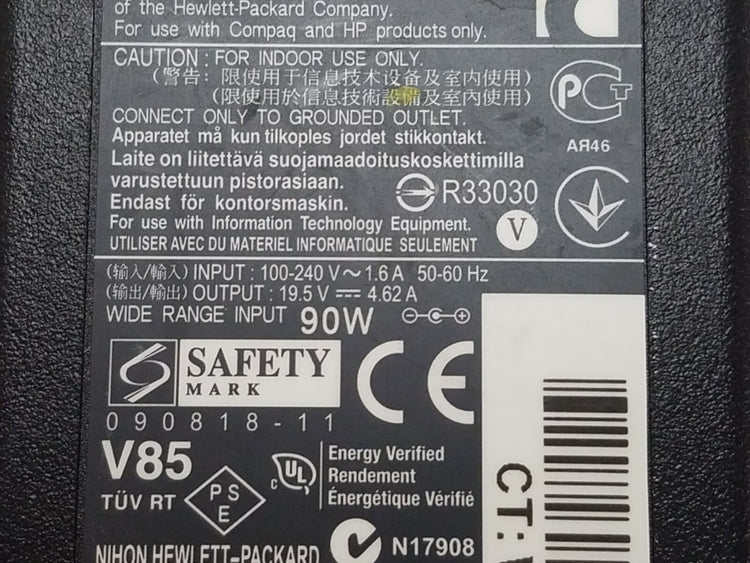 of the Hewlett-Packard Company.
For use with Compaq and HP products only.
CAUTION : FOR INDOOR USE ONLY.
(警告: 限使用于信息技术设备及室内使用)
(限使用於信息技術設備及室內使用)
CONNECT ONLY TO GROUNDED OUTLET.
Apparatet må kun tilkoples jordet stikkontakt.
Laite on liitettävä suojamaadoituskoskettimilla
varustettuun pistorasiaan.
Endast för kontorsmaskin.
For use with Information Technology Equipment.
UTILISER AVEC DU MATERIEL INFORMATIQUE SEULEMENT
R33030
V
PCT
АЯ46
(输入/輸入) INPUT : 100-240 V ~ 1.6 A 50-60 Hz
(输出/輸出) OUTPUT : 19.5 V ⎓ 4.62 A
WIDE RANGE INPUT 90W
SAFETY
MARK
090818-11
CE
V85
TÜV RT
PS
E
c UL
Energy Verified
Rendement
Énergétique Vérifié
NIHON HEWLETT-PACKARD
N17908
CT: